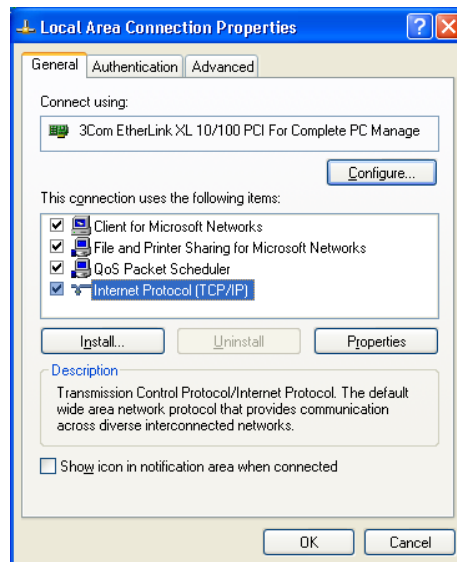 Local Area Connection Properties
General Authentication Advanced
Connect using:
3Com EtherLink XL 10/100 PCI For Complete PC Manage
Configure...
This connection uses the following items:
Client for Microsoft Networks
File and Printer Sharing for Microsoft Networks
QoS Packet Scheduler
Internet Protocol (TCP/IP)
Install... Uninstall Properties
Description
Transmission Control Protocol/Internet Protocol. The default
wide area network protocol that provides communication
across diverse interconnected networks.
Show icon in notification area when connected
OK Cancel